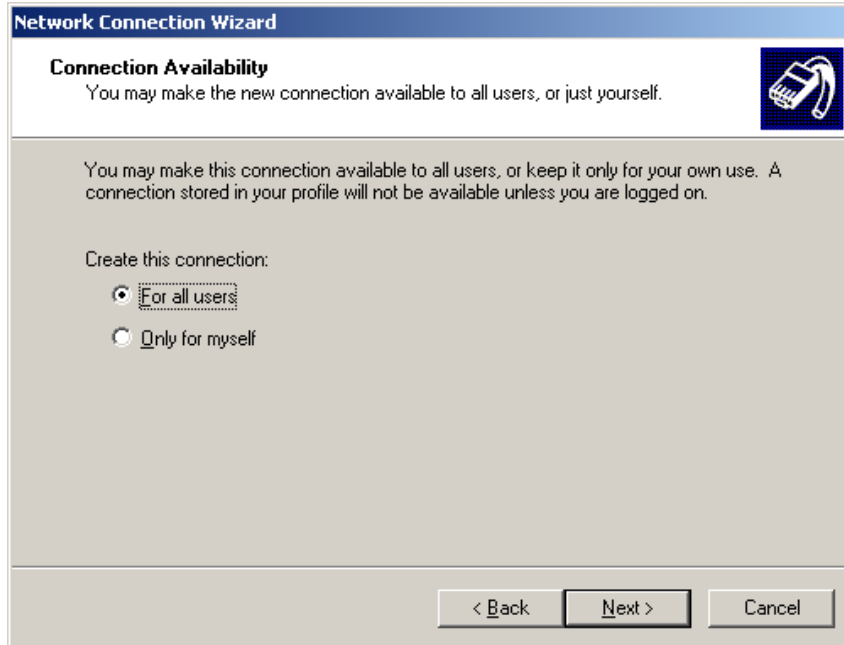 Network Connection Wizard
Connection Availability
You may make the new connection available to all users, or just yourself.
You may make this connection available to all users, or keep it only for your own use.  A
connection stored in your profile will not be available unless you are logged on.
Create this connection:
For all users
Only for myself
< Back
Next >
Cancel